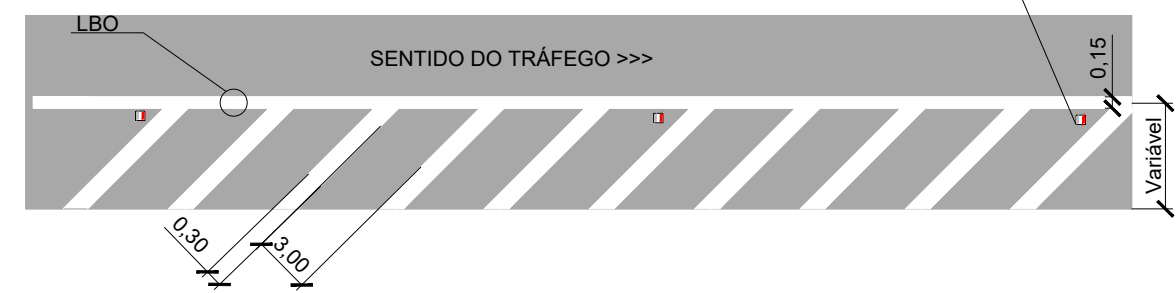 LBO
SENTIDO DO TRÁFEGO >>>
0,15
Variável
0,30
3,00